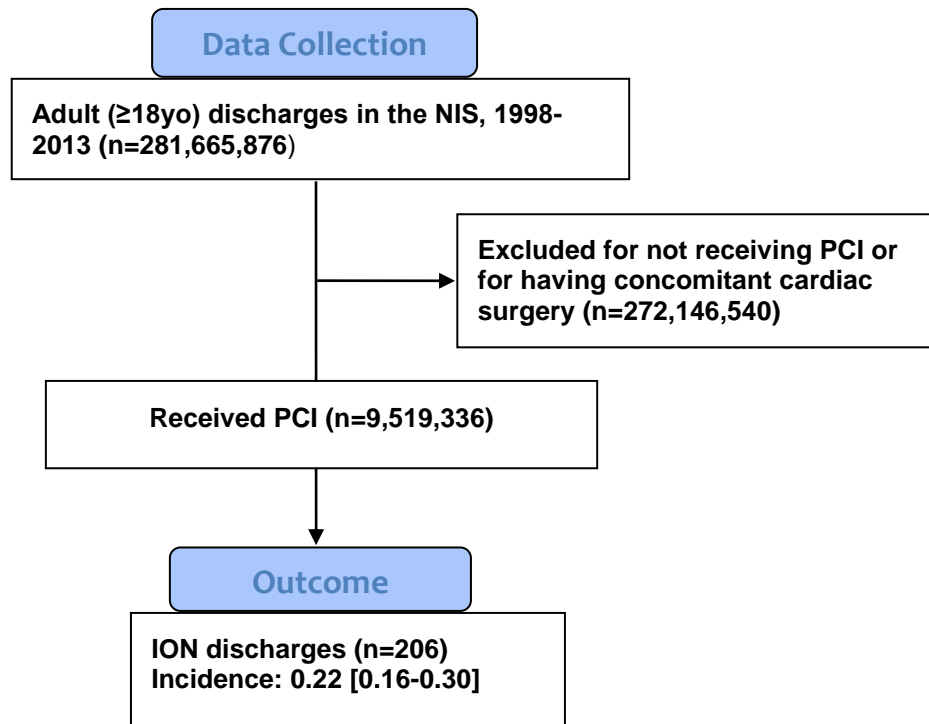 Data Collection
Adult (≥18yo) discharges in the NIS, 1998-
2013 (n=281,665,876)
Excluded for not receiving PCI or
for having concomitant cardiac
surgery (n=272,146,540)
Received PCI (n=9,519,336)
Outcome
ION discharges (n=206)
Incidence: 0.22 [0.16-0.30]